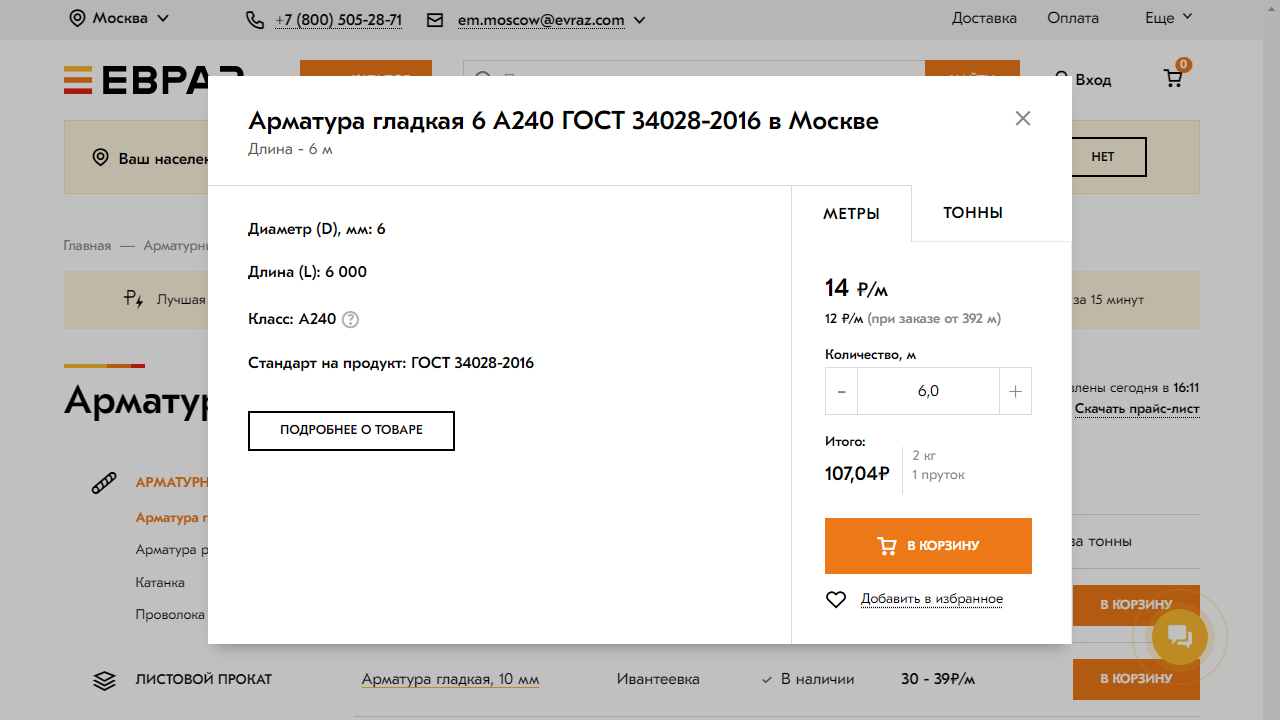 Москва
+7 (800) 505-28-71
em.moscow@evraz.com
Доставка
Оплата
Еще
ЕВРАЗ
Вход
0
Ваш населен
НЕТ
Главная — Арматурн
Лучшая
за 15 минут
Арматур
влены сегодня в 16:11
Скачать прайс-лист
Арматура гладкая 6 А240 ГОСТ 34028-2016 в Москве
Длина - 6 м
Диаметр (D), мм: 6
Длина (L): 6 000
Класс: А240 ?
Стандарт на продукт: ГОСТ 34028-2016
ПОДРОБНЕЕ О ТОВАРЕ
МЕТРЫ
ТОННЫ
14 ₽/м
12 ₽/м (при заказе от 392 м)
Количество, м
- 6,0 +
Итого:
107,04₽
2 кг
1 пруток
В КОРЗИНУ
Добавить в избранное
АРМАТУРН
Арматура г
Арматура р
Катанка
Проволока
за тонны
В КОРЗИНУ
ЛИСТОВОЙ ПРОКАТ
Арматура гладкая, 10 мм
Ивантеевка
В наличии
30 - 39₽/м
В КОРЗИНУ